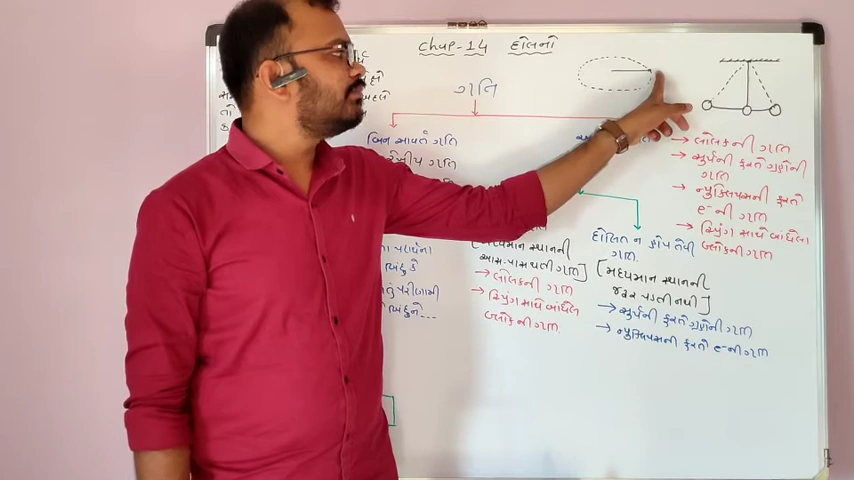 Chap-14 દોલનો
ગતિ
બિન આવર્ત ગતિ
→ લોલકની ગતિ
→ સૂર્યની ફરતે ગ્રહોની
ગતિ
→ ન્યુક્લિયસની ફરતે
e⁻ની ગતિ
→ સ્પ્રિંગ સાથે બાંધેલા
બ્લોકની ગતિ
[મધ્યમાન સ્થાનની
આસ-પાસ થતી ગતિ]
→ લોલકની ગતિ
→ સ્પ્રિંગ સાથે બાંધેલ
બ્લોકની ગતિ.
દોલિત ન હોય તેવી
ગતિ.
[મધ્યમાન સ્થાનની
જરૂર પડતી નથી]
→ સૂર્યની ફરતે ગ્રહોની ગતિ
→ ન્યુક્લિયસની ફરતે e⁻ની ગતિ